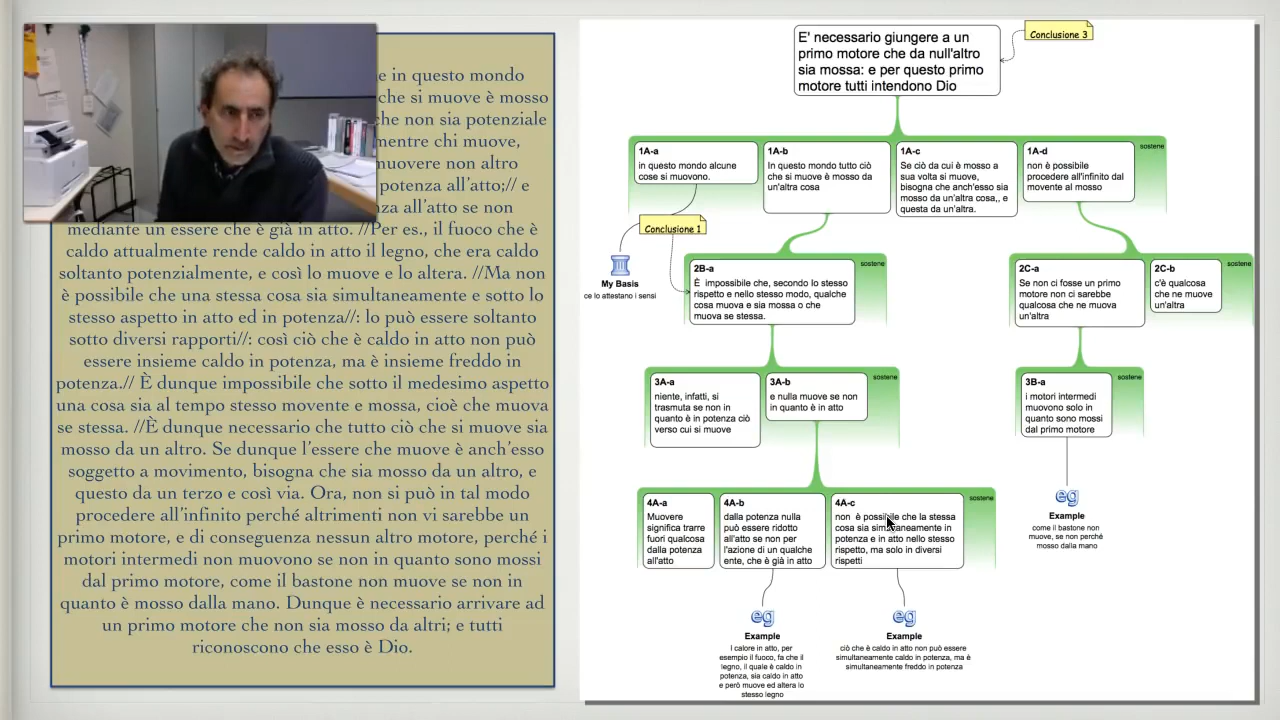 e in questo mondo
che si muove è mosso
he non sia potenziale
mentre chi muove,
muovere non altro
potenza all'atto;// e
nza all'atto se non
mediante un essere che è già in atto. //Per es., il fuoco che è
caldo attualmente rende caldo in atto il legno, che era caldo
soltanto potenzialmente, e così lo muove e lo altera. //Ma non
è possibile che una stessa cosa sia simultaneamente e sotto lo
stesso aspetto in atto ed in potenza//: lo può essere soltanto
sotto diversi rapporti//: così ciò che è caldo in atto non può
essere insieme caldo in potenza, ma è insieme freddo in
potenza.// È dunque impossibile che sotto il medesimo aspetto
una cosa sia al tempo stesso movente e mossa, cioè che muova
se stessa. //È dunque necessario che tutto ciò che si muove sia
mosso da un altro. Se dunque l'essere che muove è anch'esso
soggetto a movimento, bisogna che sia mosso da un altro, e
questo da un terzo e così via. Ora, non si può in tal modo
procedere all'infinito perché altrimenti non vi sarebbe un
primo motore, e di conseguenza nessun altro motore, perché i
motori intermedi non muovono se non in quanto sono mossi
dal primo motore, come il bastone non muove se non in
quanto è mosso dalla mano. Dunque è necessario arrivare ad
un primo motore che non sia mosso da altri; e tutti
riconoscono che esso è Dio.
E' necessario giungere a un
primo motore che da null'altro
sia mossa: e per questo primo
motore tutti intendono Dio
Conclusione 3
sostene
1A-a
in questo mondo alcune
cose si muovono.
1A-b
In questo mondo tutto ciò
che si muove è mosso da
un'altra cosa
1A-c
Se ciò da cui è mosso a
sua volta si muove,
bisogna che anch'esso sia
mosso da un'altra cosa,, e
questa da un'altra.
1A-d
non è possibile
procedere all'infinito dal
movente al mosso
Conclusione 1
My Basis
ce lo attestano i sensi
sostene
2B-a
È impossibile che, secondo lo stesso
rispetto e nello stesso modo, qualche
cosa muova e sia mossa o che
muova se stessa.
sostene
2C-a
Se non ci fosse un primo
motore non ci sarebbe
qualcosa che ne muova
un'altra
2C-b
c'è qualcosa
che ne muove
un'altra
sostene
3A-a
niente, infatti, si
trasmuta se non in
quanto è in potenza ciò
verso cui si muove
3A-b
e nulla muove se non
in quanto è in atto
sostene
3B-a
i motori intermedi
muovono solo in
quanto sono mossi
dal primo motore
sostene
4A-a
Muovere
significa trarre
fuori qualcosa
dalla potenza
all'atto
4A-b
dalla potenza nulla
può essere ridotto
all'atto se non per
l'azione di un qualche
ente, che è già in atto
4A-c
non è possibile che la stessa
cosa sia simultaneamente in
potenza e in atto nello stesso
rispetto, ma solo in diversi
rispetti
eg
Example
come il bastone non
muove, se non perché
mosso dalla mano
eg
Example
l calore in atto, per
esempio il fuoco, fa che il
legno, il quale è caldo in
potenza, sia caldo in atto
e però muove ed altera lo
stesso legno
eg
Example
ciò che è caldo in atto non può essere
simultaneamente caldo in potenza, ma è
simultaneamente freddo in potenza